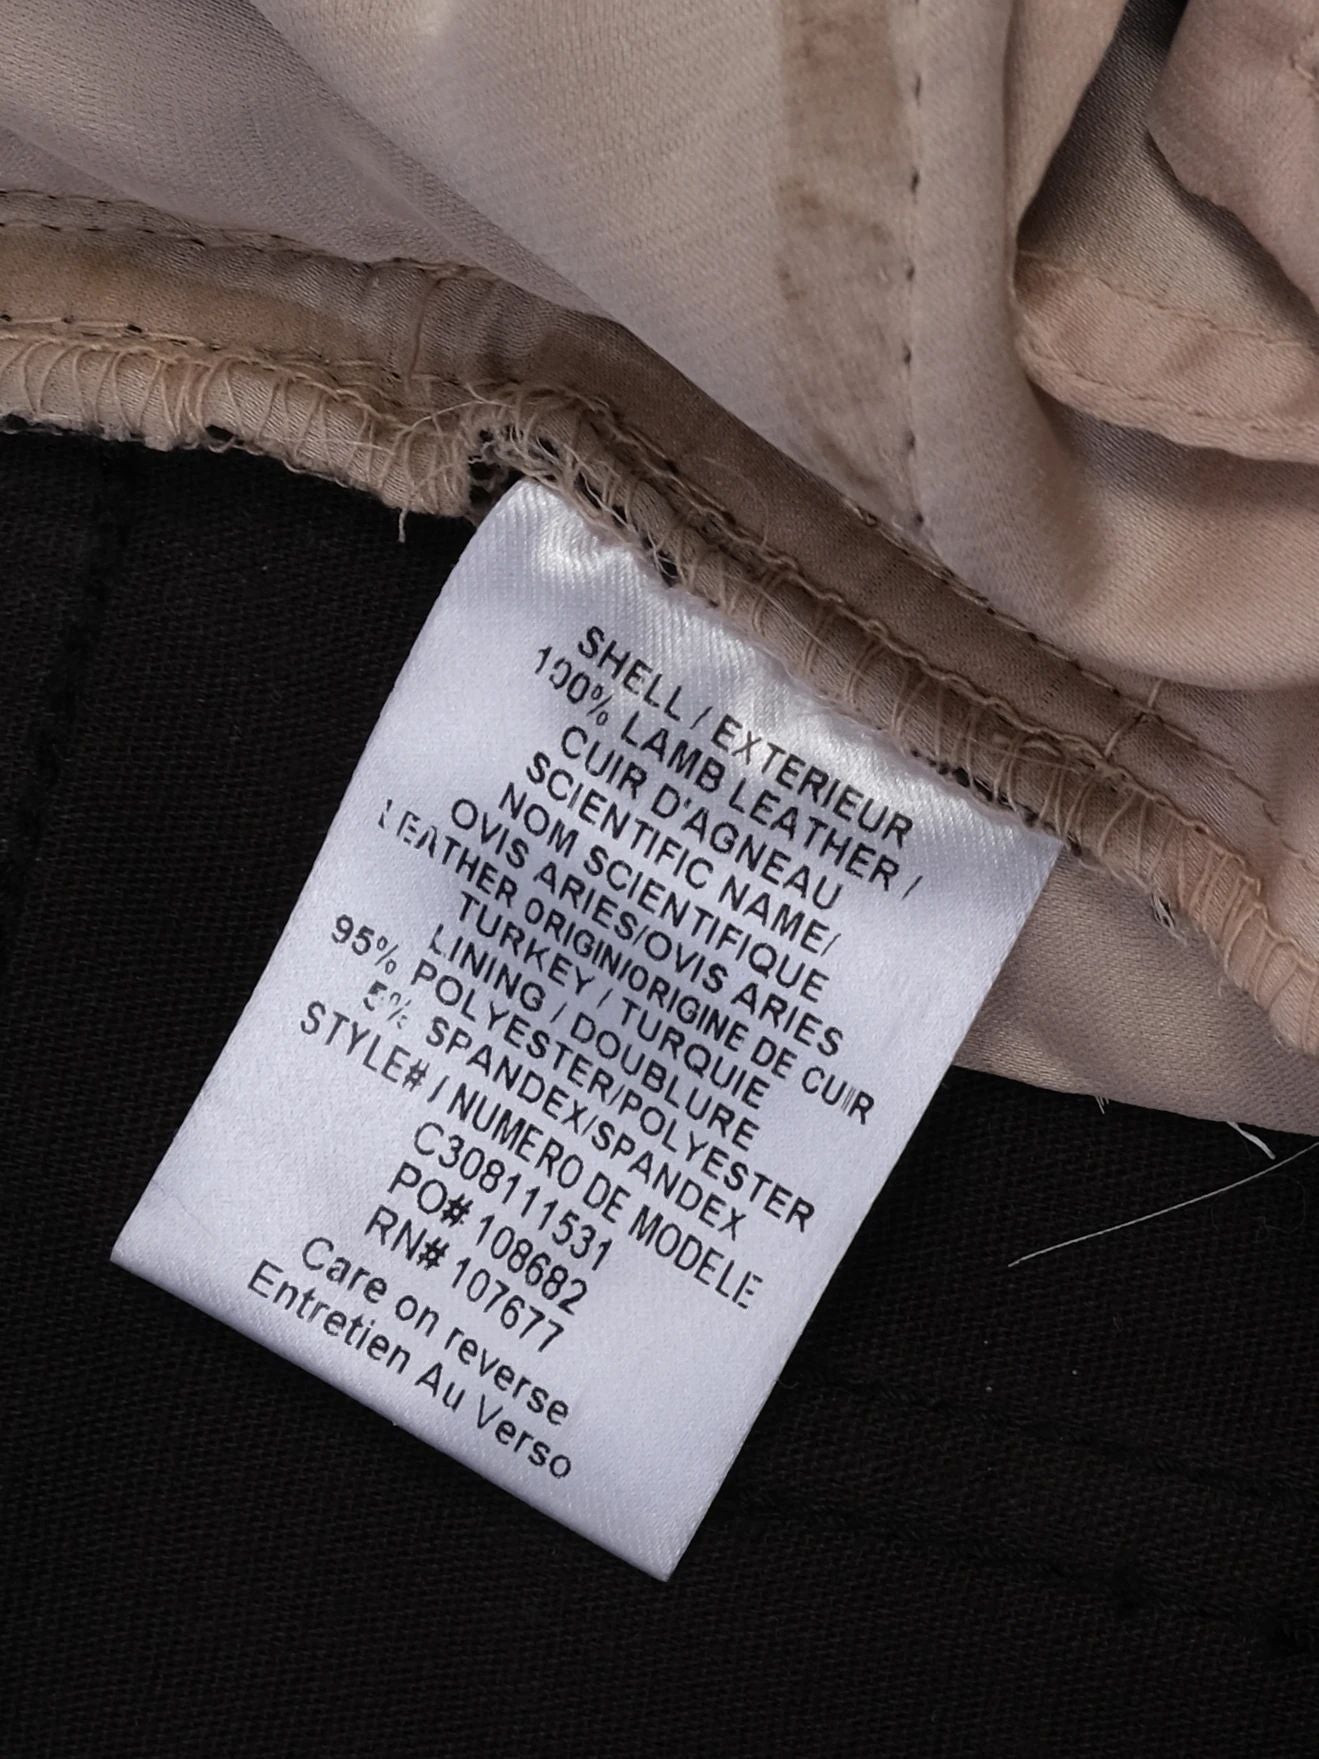 SHELL / EXTERIEUR
100% LAMB LEATHER /
CUIR D'AGNEAU
SCIENTIFIC NAME/
NOM SCIENTIFIQUE
OVIS ARIES/OVIS ARIES
LEATHER ORIGIN/ORIGINE DE CUIR
TURKEY / TURQUIE
LINING / DOUBLURE
95% POLYESTER/POLYESTER
5% SPANDEX/SPANDEX
STYLE# / NUMERO DE MODELE
C308111531
PO# 108682
RN# 107677
Care on reverse
Entretien Au Verso